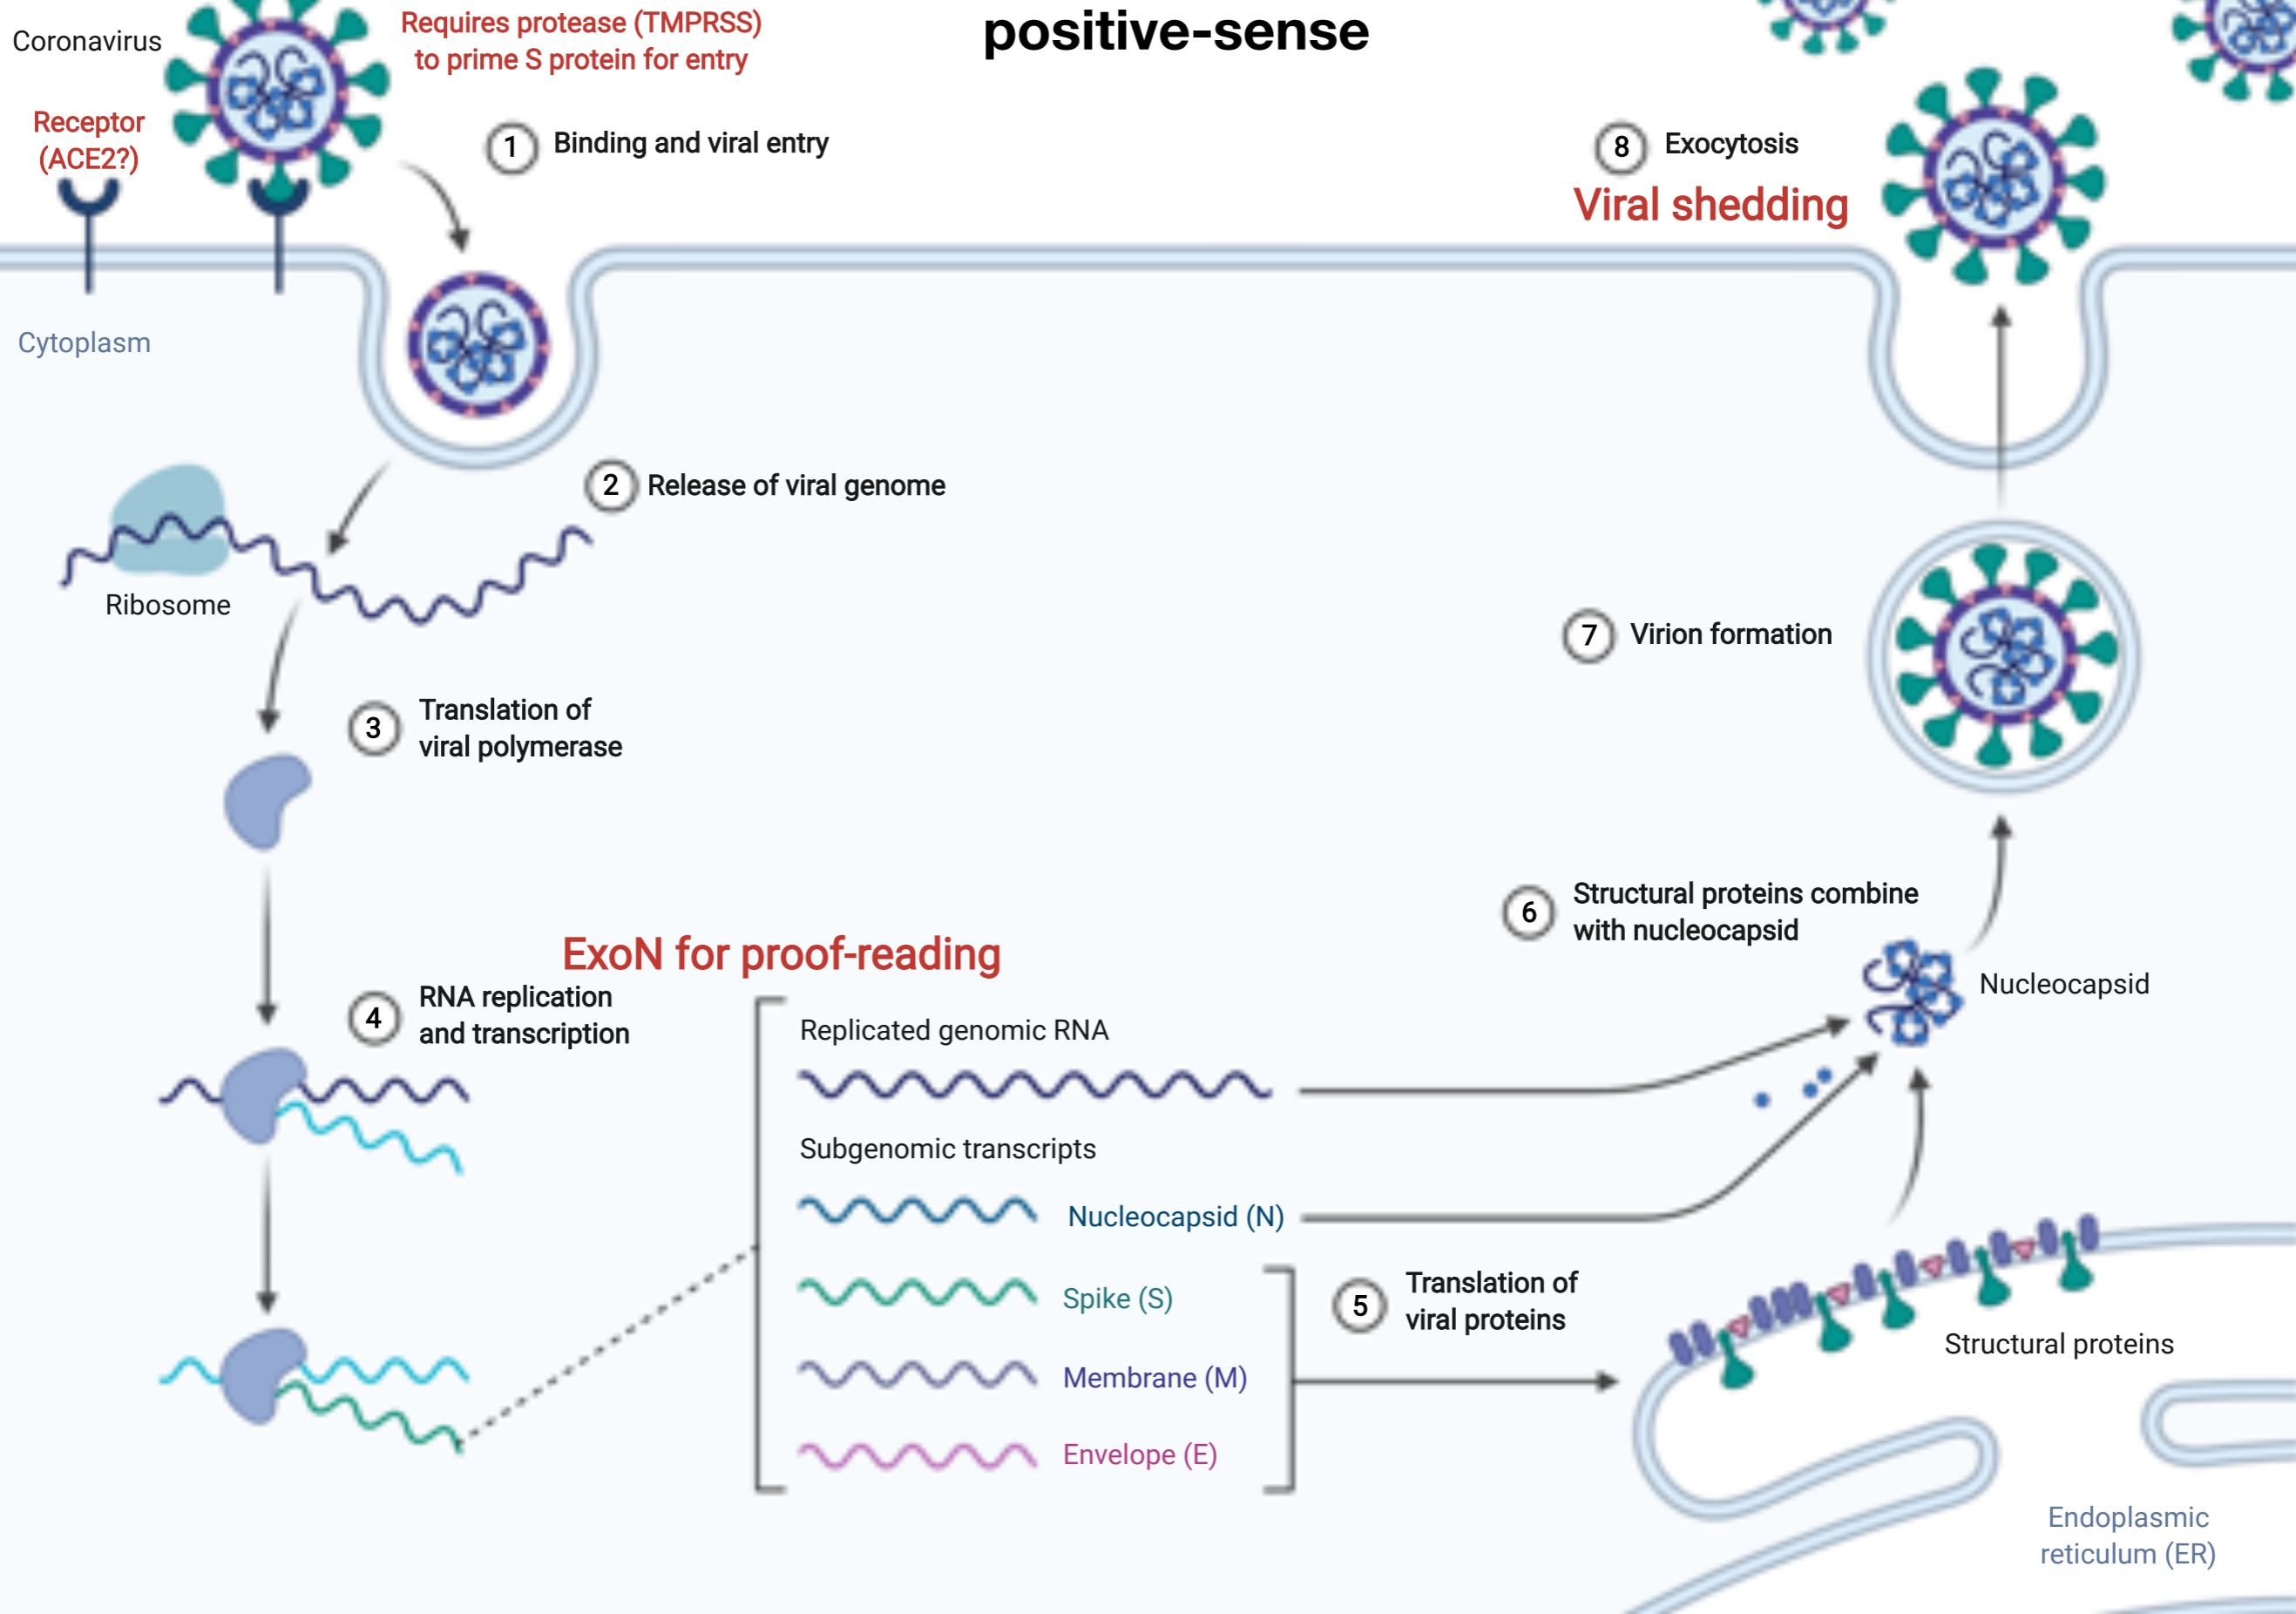 positive-sense
Coronavirus
Requires protease (TMPRSS)
to prime S protein for entry
Receptor
(ACE2?)
1 Binding and viral entry
8 Exocytosis
Viral shedding
Cytoplasm
2 Release of viral genome
Ribosome
7 Virion formation
3 Translation of
viral polymerase
6 Structural proteins combine
with nucleocapsid
Nucleocapsid
ExoN for proof-reading
4 RNA replication
and transcription
Replicated genomic RNA
Subgenomic transcripts
Nucleocapsid (N)
Spike (S)
Membrane (M)
Envelope (E)
5 Translation of
viral proteins
Structural proteins
Endoplasmic
reticulum (ER)